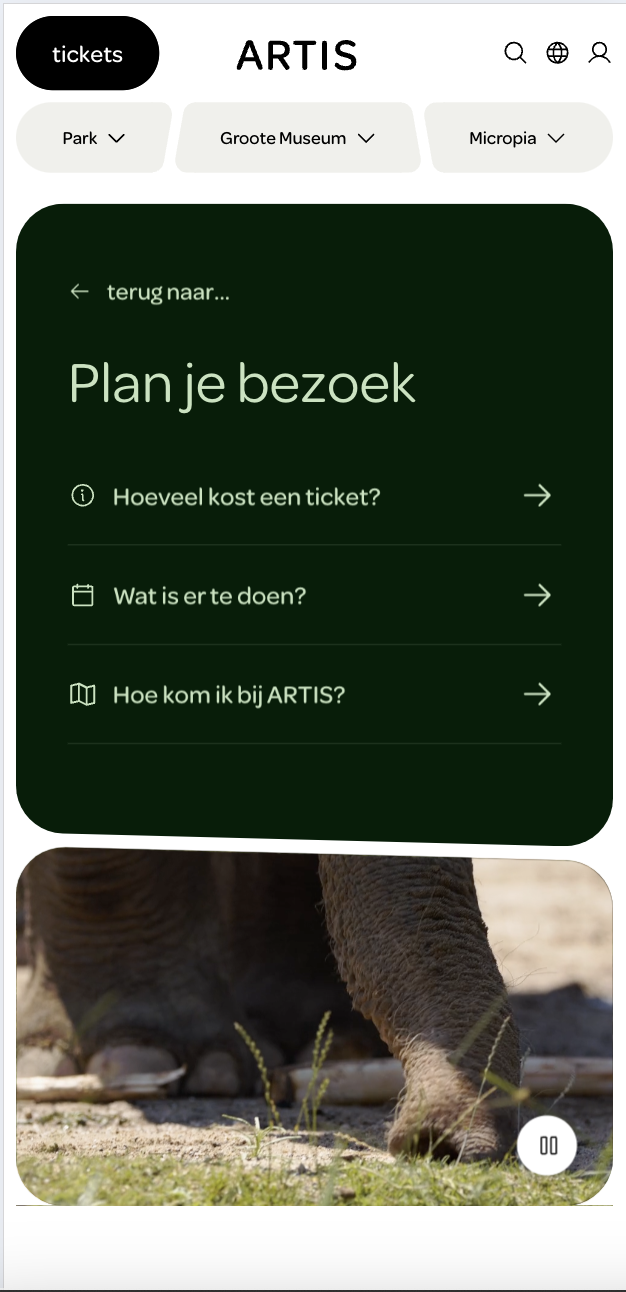 tickets
ARTIS
Park
Groote Museum
Micropia
terug naar...
Plan je bezoek
Hoeveel kost een ticket?
Wat is er te doen?
Hoe kom ik bij ARTIS?